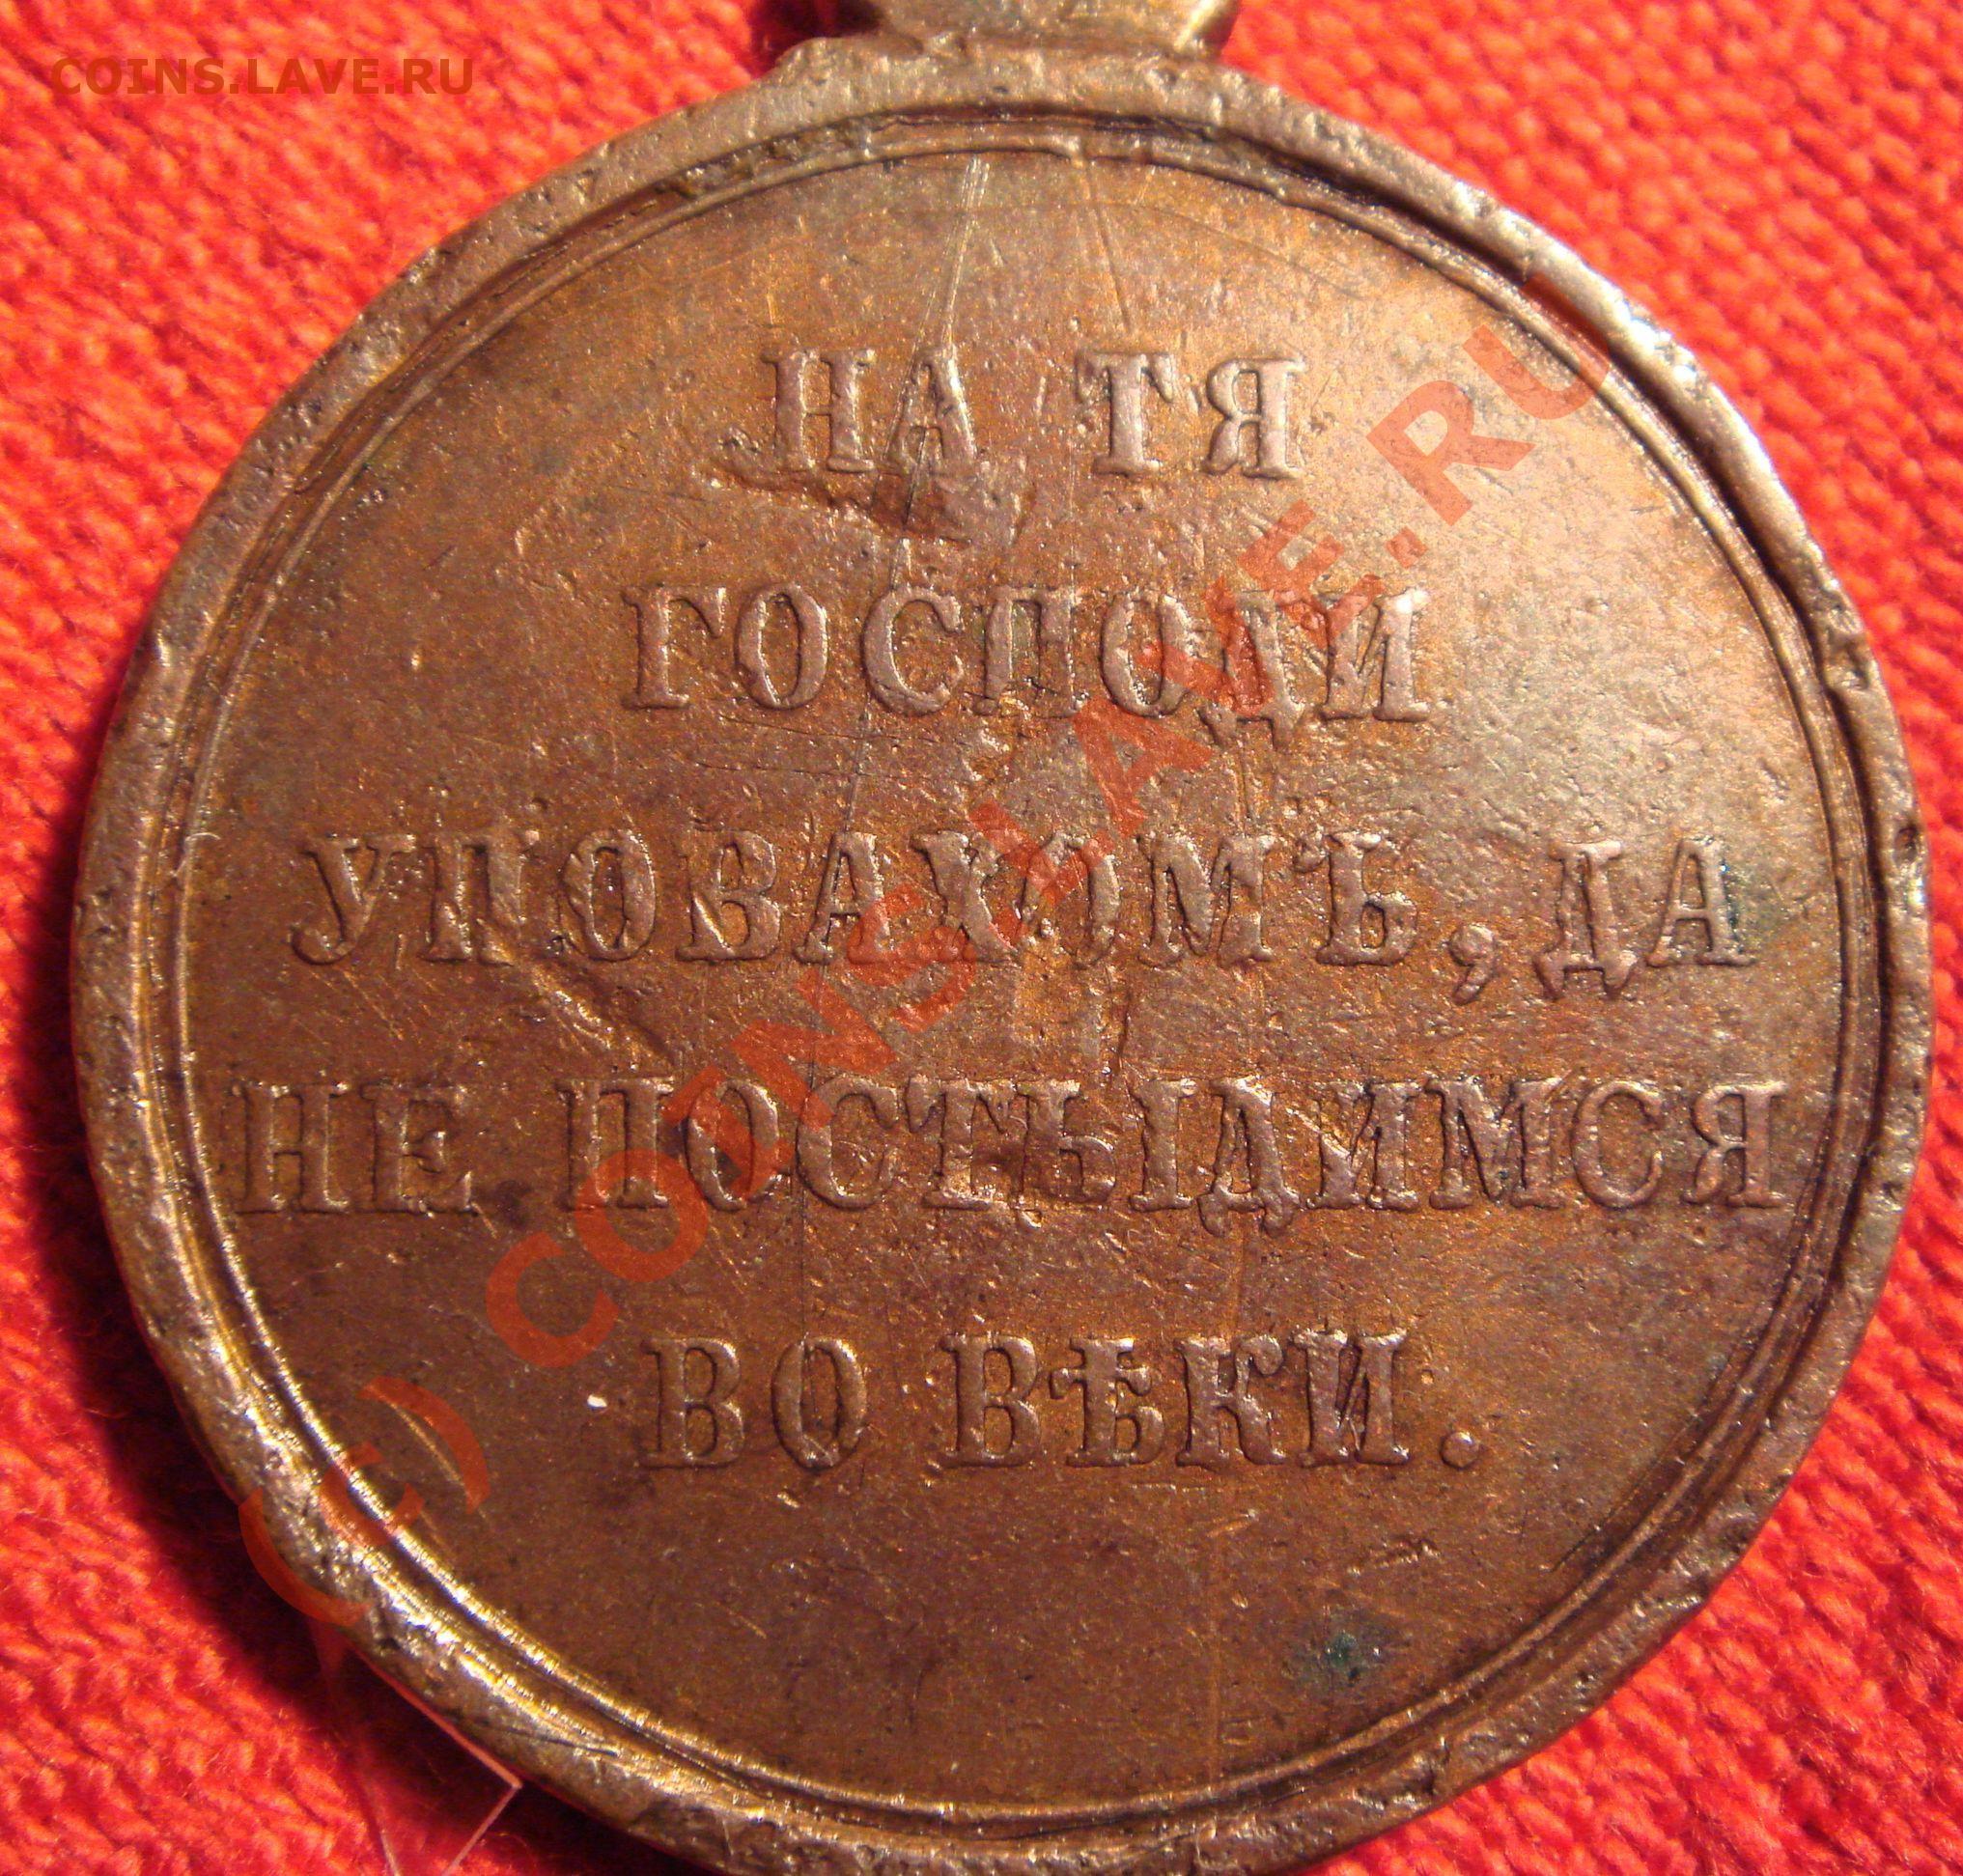 COINS.LAVE.RU
НА ТЯ
ГОСПОДИ
УПОВАХОМЪ, ДА
НЕ ПОСТЫДИМСЯ
ВО ВѢКИ.
(c) COINS.LAVE.RU